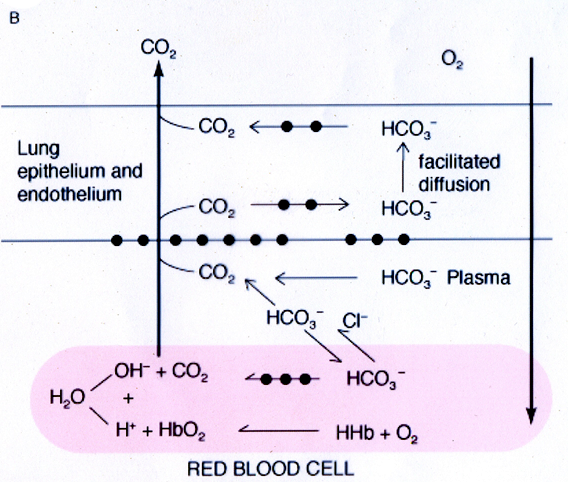 B
CO₂
O₂
CO₂
HCO₃⁻
Lung
epithelium and
endothelium
facilitated
diffusion
CO₂
HCO₃⁻
CO₂
HCO₃⁻ Plasma
HCO₃⁻
Cl⁻
OH⁻ + CO₂
HCO₃⁻
H₂O
+
H⁺ + HbO₂
HHb + O₂
RED BLOOD CELL